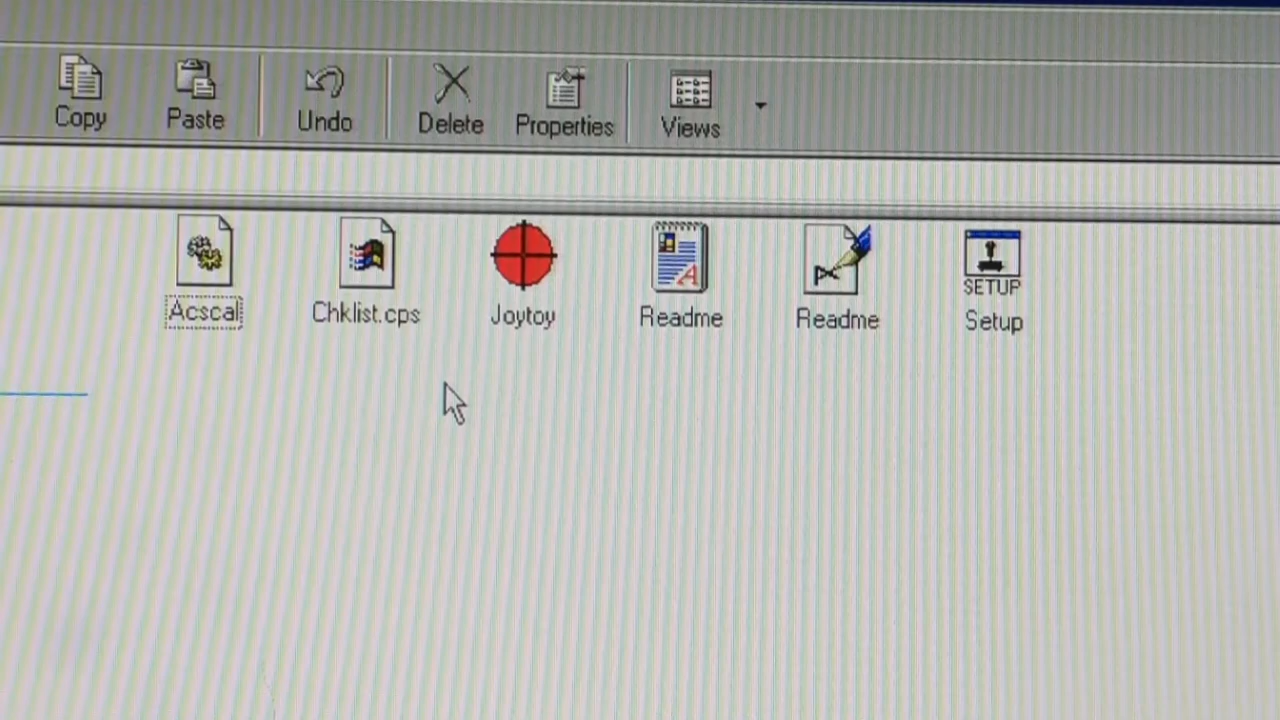 Copy Paste Undo Delete Properties Views
SETUP
Acscal Chklist.cps Joytoy Readme Readme Setup